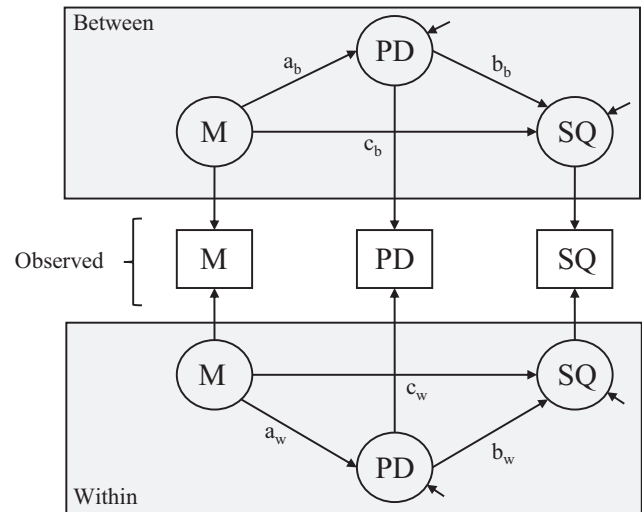 Between
PD
a_b
b_b
M
SQ
c_b
Observed
M
PD
SQ
M
SQ
c_w
a_w
b_w
PD
Within